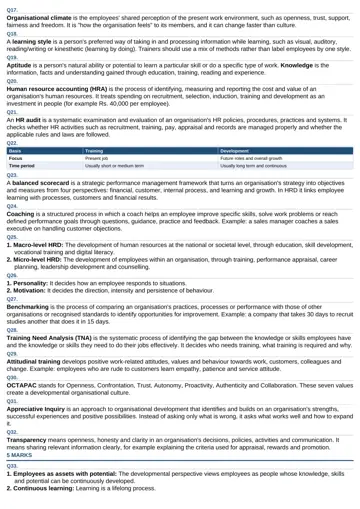 Q17.
Organisational climate is the employees' shared perception of the present work environment, such as openness, trust, support,
fairness and freedom. It is "how the organisation feels" to its members, and it can change faster than culture.
Q18.
A learning style is a person's preferred way of taking in and processing information while learning, such as visual, auditory,
reading/writing or kinesthetic (learning by doing). Trainers should use a mix of methods rather than label employees by one style.
Q19.
Aptitude is a person's natural ability or potential to learn a particular skill or do a specific type of work. Knowledge is the
information, facts and understanding gained through education, training, reading and experience.
Q20.
Human resource accounting (HRA) is the process of identifying, measuring and reporting the cost and value of an
organisation's human resources. It treats spending on recruitment, selection, induction, training and development as an
investment in people (for example Rs. 40,000 per employee).
Q21.
An HR audit is a systematic examination and evaluation of an organisation's HR policies, procedures, practices and systems. It
checks whether HR activities such as recruitment, training, pay, appraisal and records are managed properly and whether the
applicable rules and laws are followed.
Q22.
Basis Training Development:
Focus Present job Future roles and overall growth
Time period Usually short or medium term Usually long term and continuous
Q23.
A balanced scorecard is a strategic performance management framework that turns an organisation's strategy into objectives
and measures from four perspectives: financial, customer, internal process, and learning and growth. In HRD it links employee
learning with processes, customers and financial results.
Q24.
Coaching is a structured process in which a coach helps an employee improve specific skills, solve work problems or reach
defined performance goals through questions, guidance, practice and feedback. Example: a sales manager coaches a sales
executive on handling customer objections.
Q25.
1. Macro-level HRD: The development of human resources at the national or societal level, through education, skill development,
vocational training and digital literacy.
2. Micro-level HRD: The development of employees within an organisation, through training, performance appraisal, career
planning, leadership development and counselling.
Q26.
1. Personality: It decides how an employee responds to situations.
2. Motivation: It decides the direction, intensity and persistence of behaviour.
Q27.
Benchmarking is the process of comparing an organisation's practices, processes or performance with those of other
organisations or recognised standards to identify opportunities for improvement. Example: a company that takes 30 days to recruit
studies another that does it in 15 days.
Q28.
Training Need Analysis (TNA) is the systematic process of identifying the gap between the knowledge or skills employees have
and the knowledge or skills they need to do their jobs effectively. It decides who needs training, what training is required and why.
Q29.
Attitudinal training develops positive work-related attitudes, values and behaviour towards work, customers, colleagues and
change. Example: employees who are rude to customers learn empathy, patience and service attitude.
Q30.
OCTAPAC stands for Openness, Confrontation, Trust, Autonomy, Proactivity, Authenticity and Collaboration. These seven values
create a developmental organisational culture.
Q31.
Appreciative Inquiry is an approach to organisational development that identifies and builds on an organisation's strengths,
successful experiences and positive possibilities. Instead of asking only what is wrong, it asks what works well and how to expand
it.
Q32.
Transparency means openness, honesty and clarity in an organisation's decisions, policies, activities and communication. It
means sharing relevant information clearly, for example explaining the criteria used for appraisal, rewards and promotion.
5 MARKS
Q33.
1. Employees as assets with potential: The developmental perspective views employees as people whose knowledge, skills
and potential can be continuously developed.
2. Continuous learning: Learning is a lifelong process.